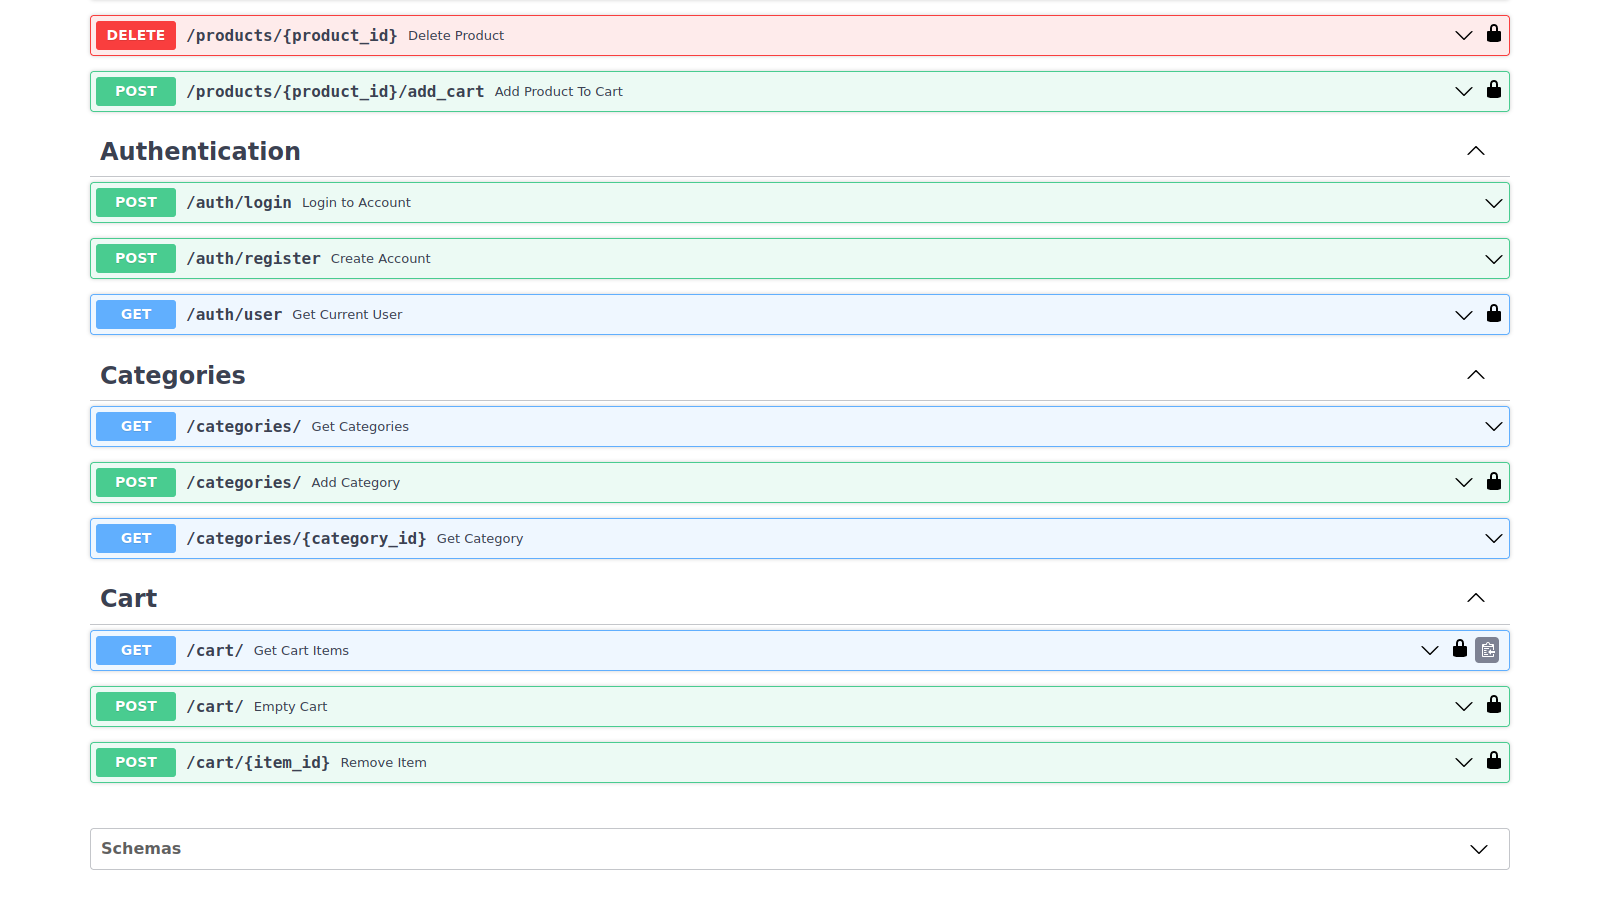 DELETE /products/{product_id} Delete Product
POST /products/{product_id}/add_cart Add Product To Cart
Authentication
POST /auth/login Login to Account
POST /auth/register Create Account
GET /auth/user Get Current User
Categories
GET /categories/ Get Categories
POST /categories/ Add Category
GET /categories/{category_id} Get Category
Cart
GET /cart/ Get Cart Items
POST /cart/ Empty Cart
POST /cart/{item_id} Remove Item
Schemas